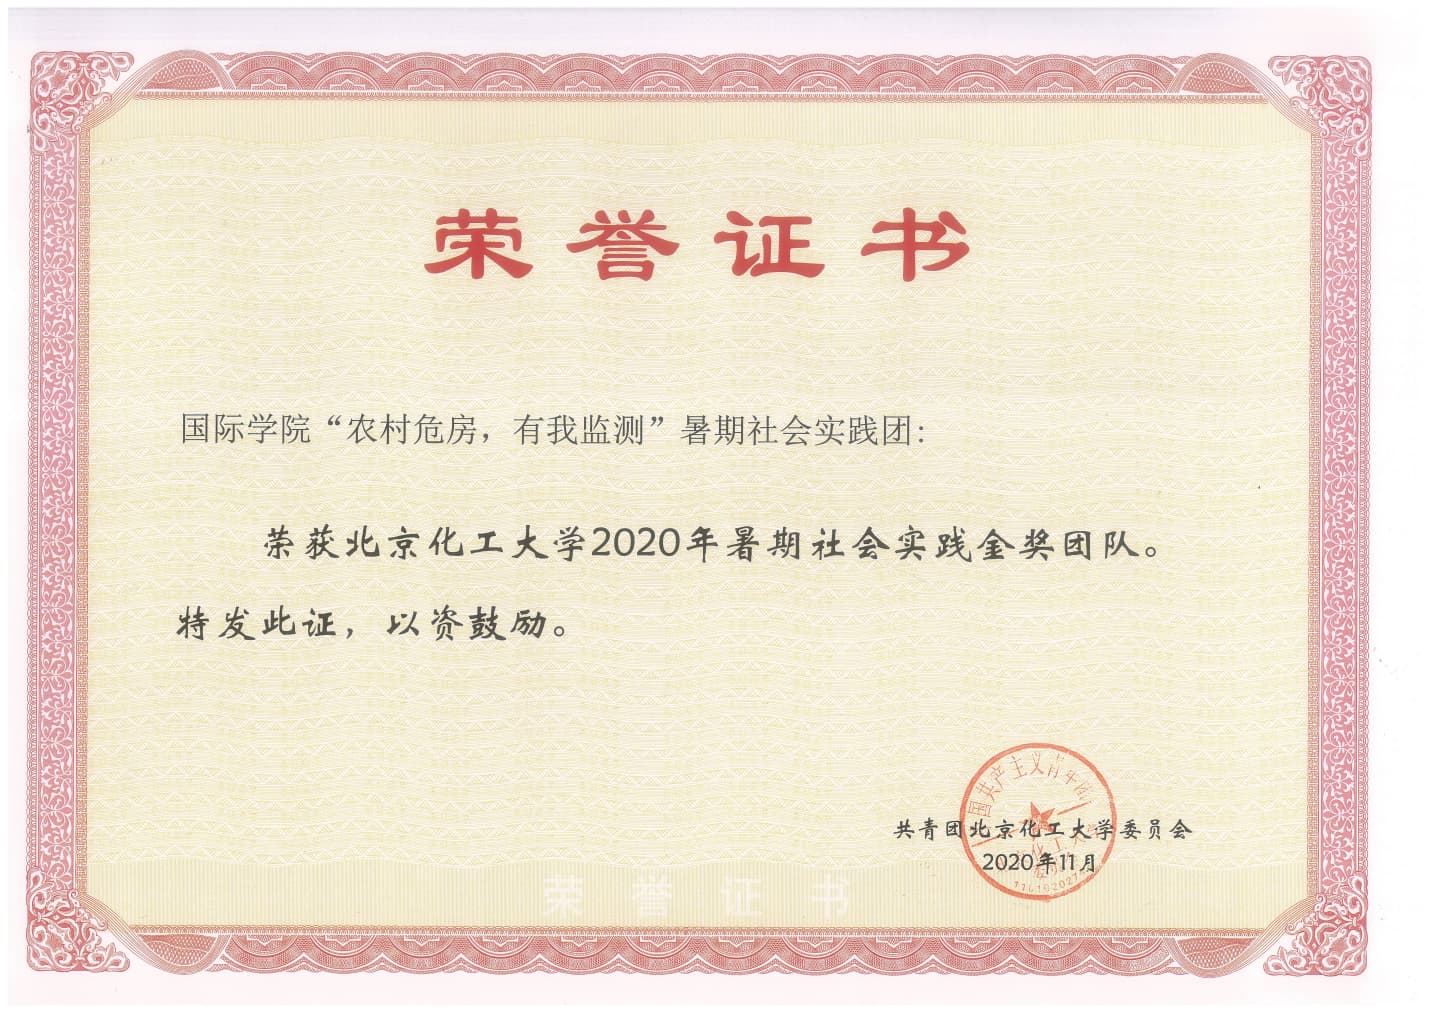 荣誉证书
国际学院“农村危房，有我监测”暑期社会实践团：
荣获北京化工大学2020年暑期社会实践金奖团队。
特发此证，以资鼓励。
国共产主义青年团
共青团北京化工大学委员会
2020年11月
荣誉证书